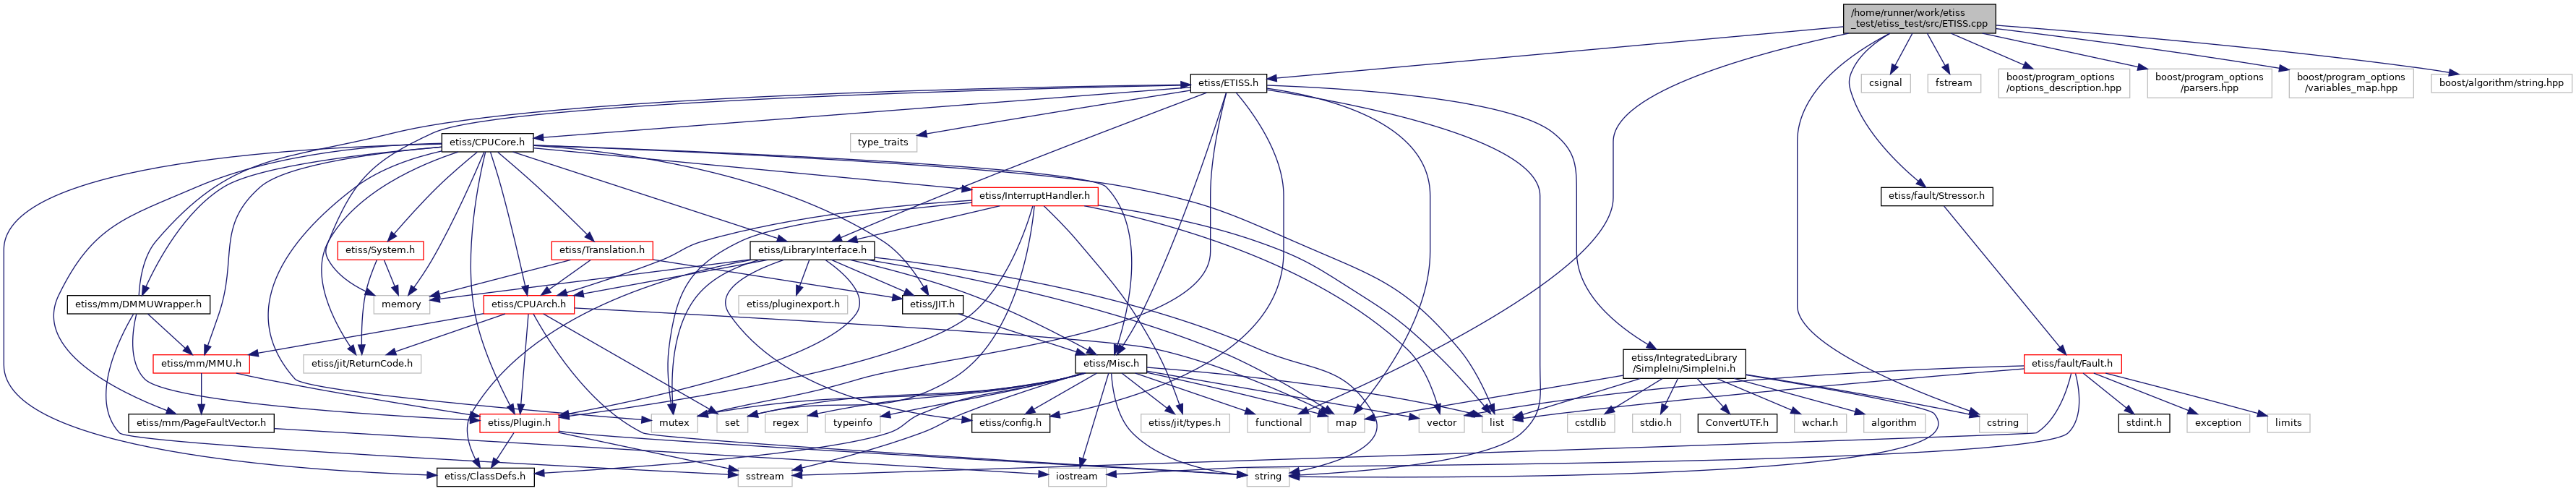 /home/runner/work/etiss
_test/etiss_test/src/ETISS.cpp
etiss/ETISS.h
csignal
fstream
boost/program_options
/options_description.hpp
boost/program_options
/parsers.hpp
boost/program_options
/variables_map.hpp
boost/algorithm/string.hpp
etiss/CPUCore.h
type_traits
etiss/InterruptHandler.h
etiss/fault/Stressor.h
etiss/System.h
etiss/Translation.h
etiss/LibraryInterface.h
etiss/mm/DMMUWrapper.h
memory
etiss/CPUArch.h
etiss/pluginexport.h
etiss/JIT.h
etiss/mm/MMU.h
etiss/jit/ReturnCode.h
etiss/Misc.h
etiss/IntegratedLibrary
/SimpleIni/SimpleIni.h
etiss/fault/Fault.h
etiss/mm/PageFaultVector.h
etiss/Plugin.h
mutex
set
regex
typeinfo
etiss/config.h
etiss/jit/types.h
functional
map
vector
list
cstdlib
stdio.h
ConvertUTF.h
wchar.h
algorithm
cstring
stdint.h
exception
limits
etiss/ClassDefs.h
sstream
iostream
string